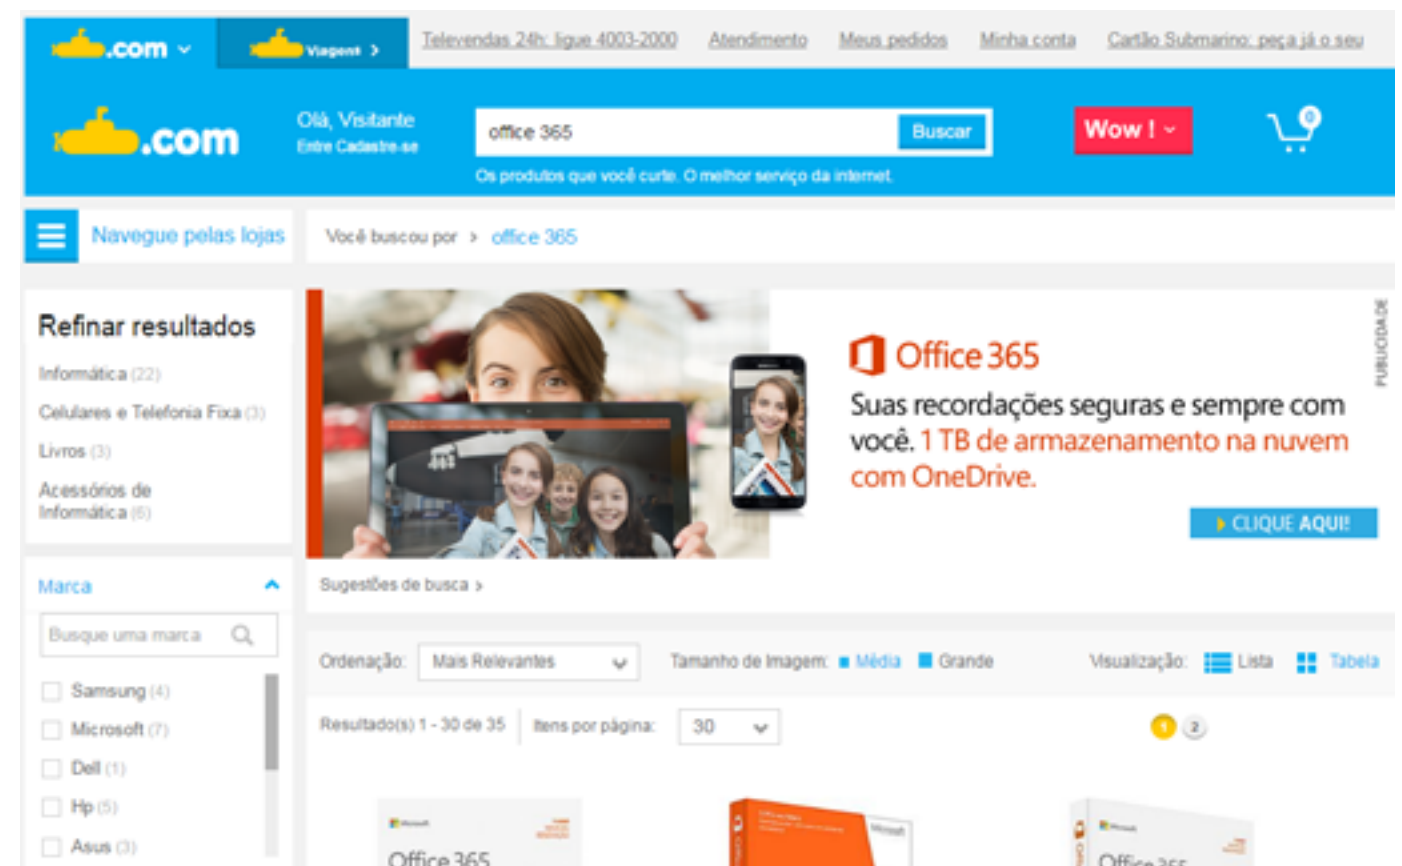 .com
Viagens >
Televendas 24h: ligue 4003-2000
Atendimento
Meus pedidos
Minha conta
Cartão Submarino: peça já o seu
.com
Olá, Visitante
Entre Cadastre-se
office 365
Buscar
Wow !
0
Os produtos que você curte. O melhor serviço da internet.
Navegue pelas lojas
Você buscou por > office 365
Refinar resultados
Informática (22)
Celulares e Telefonia Fixa (3)
Livros (3)
Acessórios de
Informática (6)
PUBLICIDADE
Office 365
Suas recordações seguras e sempre com
você. 1 TB de armazenamento na nuvem
com OneDrive.
CLIQUE AQUI!
Sugestões de busca >
Marca
Busque uma marca
Samsung (4)
Microsoft (7)
Dell (1)
Hp (5)
Asus (3)
Ordenação: Mais Relevantes
Tamanho de Imagem: Média Grande
Visualização: Lista Tabela
Resultado(s) 1 - 30 de 35
Itens por página: 30
1 2
Microsoft
Office 365
Microsoft
Microsoft
Office 365